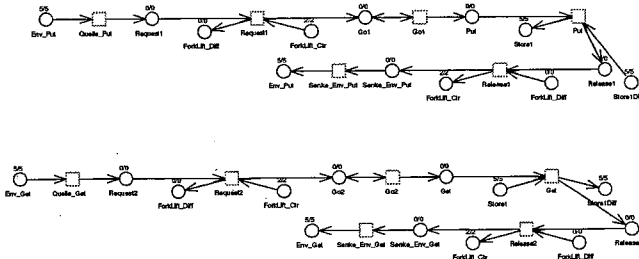 5/5 0/0 0/0 2/2 0/0 0/0 5/5
Env_Put Quelle_Put Request1 ForkLift_Diff Request1 ForkLift_Ctr Go1 Go1 Put Store1 Put
5/5 0/0 2/2 0/0 0/0 5/5
Env_Put Senke_Env_Put Senke_Env_Put ForkLift_Ctr Release1 ForkLift_Diff Release1 Store1Diff
5/5 0/0 0/0 2/2 0/0 0/0 5/5 5/5
Env_Get Quelle_Get Request2 ForkLift_Diff Request2 ForkLift_Ctr Go2 Go2 Get Store1 Get Store1Diff
5/5 0/0 2/2 0/0 0/0
Env_Get Senke_Env_Get Senke_Env_Get ForkLift_Ctr Release2 ForkLift_Diff Release